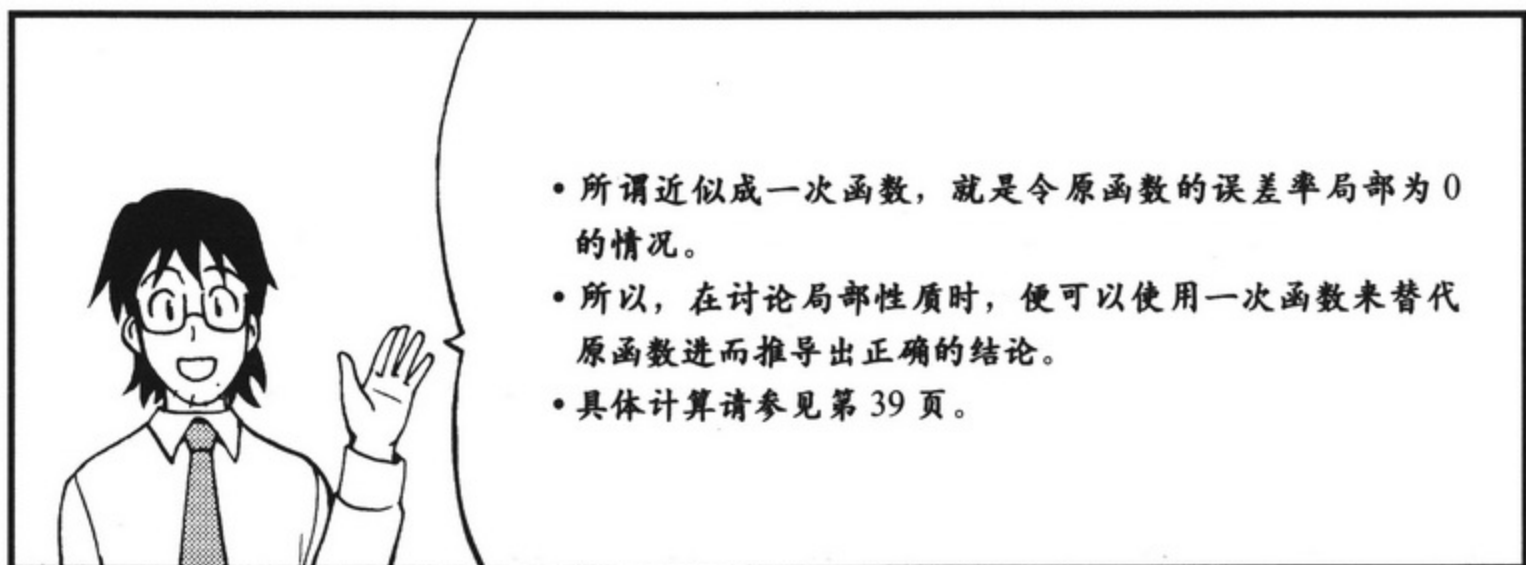 • 所谓近似成一次函数，就是令原函数的误差率局部为 0
的情况。
• 所以，在讨论局部性质时，便可以使用一次函数来替代
原函数进而推导出正确的结论。
• 具体计算请参见第 39 页。